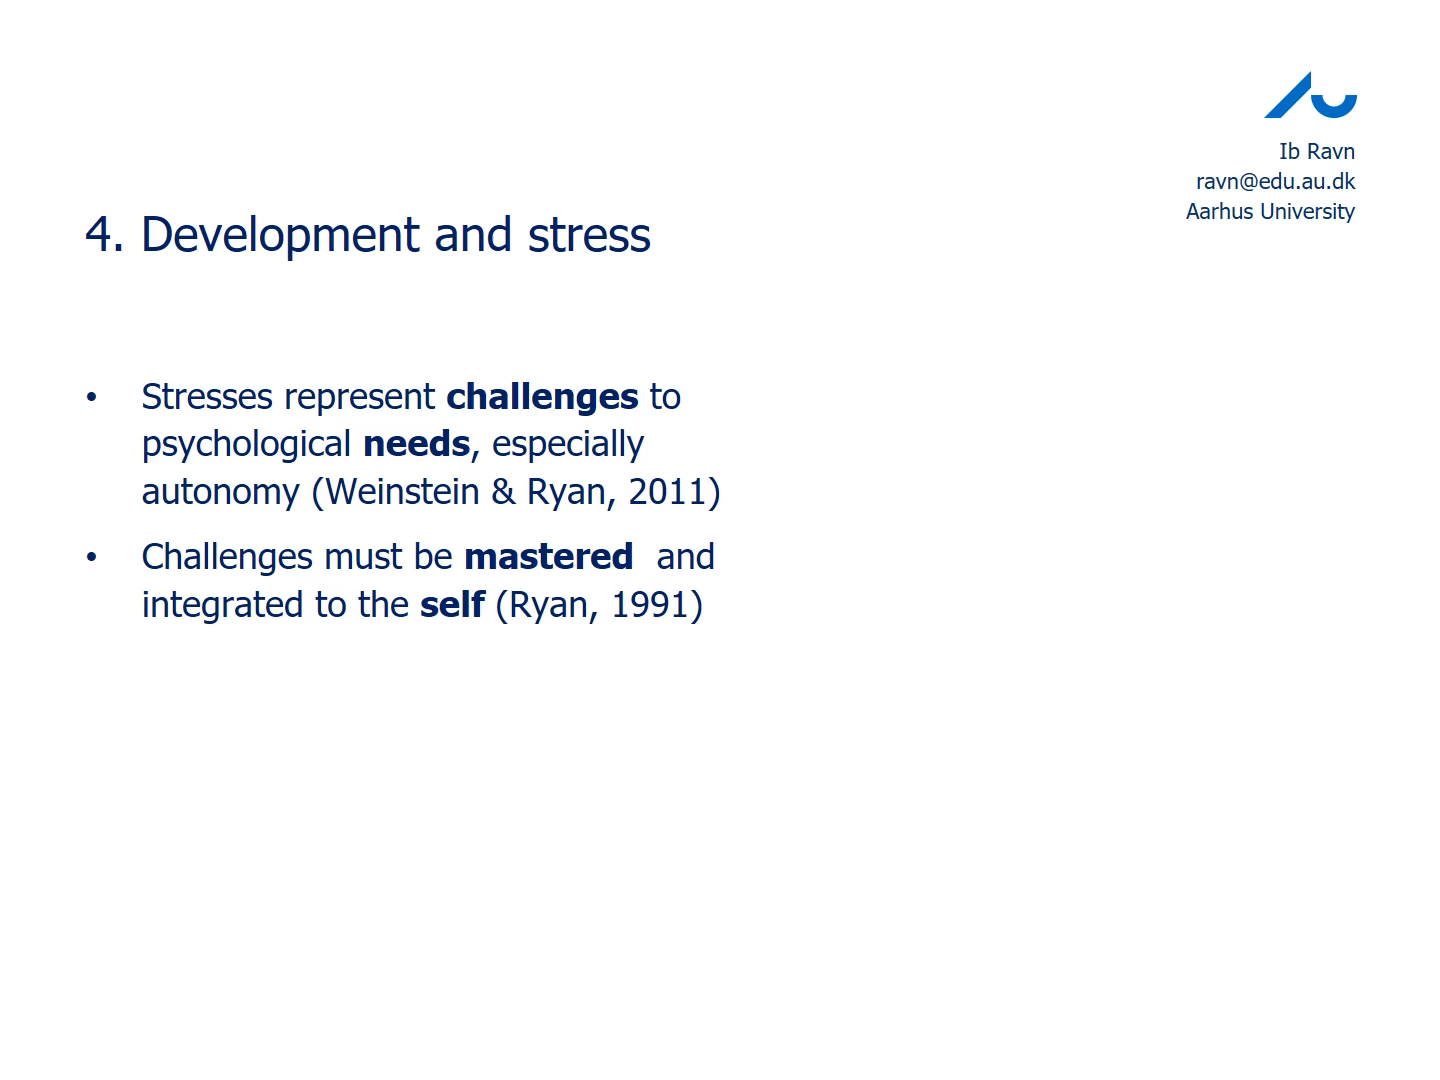 Ib Ravn
ravn@edu.au.dk
Aarhus University
4. Development and stress
• Stresses represent challenges to
psychological needs, especially
autonomy (Weinstein & Ryan, 2011)
• Challenges must be mastered  and
integrated to the self (Ryan, 1991)